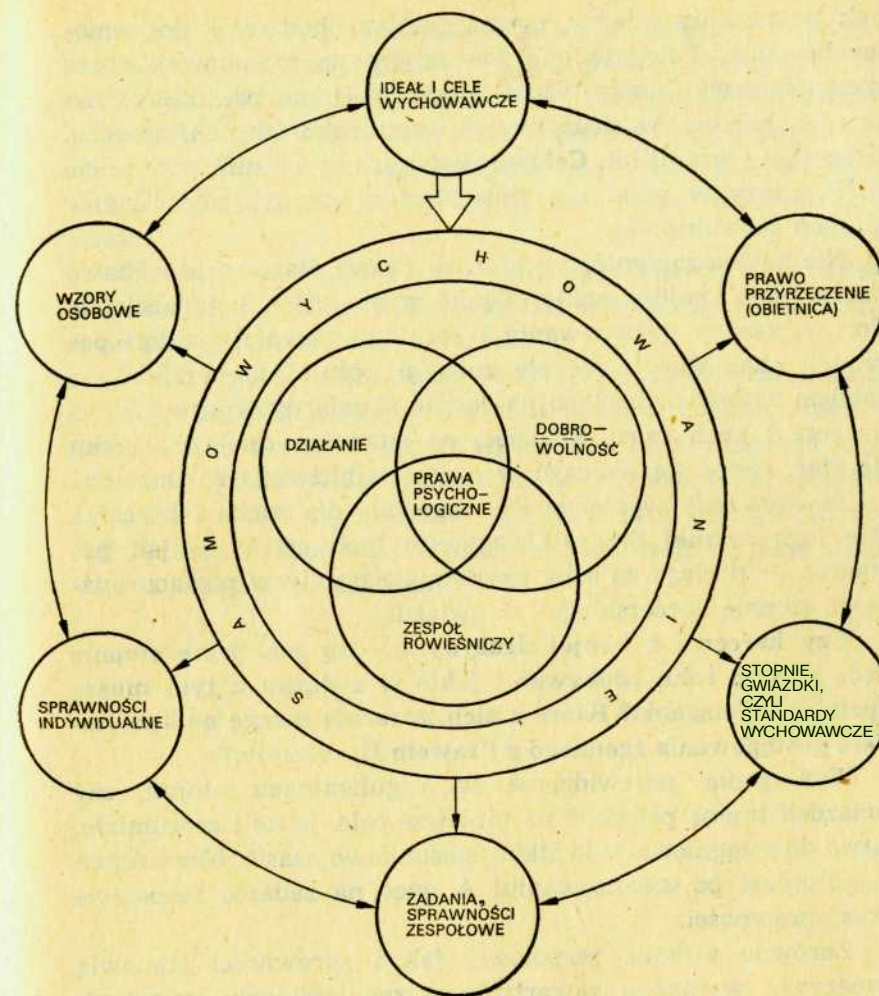 IDEAŁ I CELE
WYCHOWAWCZE
WZORY
OSOBOWE
PRAWO
PRZYRZECZENIE
(OBIETNICA)
SAMOWYCHOWANIE
DZIAŁANIE
DOBRO-
WOLNOŚĆ
PRAWA
PSYCHO-
LOGICZNE
ZESPÓŁ
RÓWIEŚNICZY
SPRAWNOŚCI
INDYWIDUALNE
STOPNIE,
GWIAZDKI,
CZYLI
STANDARDY
WYCHOWAWCZE
ZADANIA,
SPRAWNOŚCI
ZESPOŁOWE